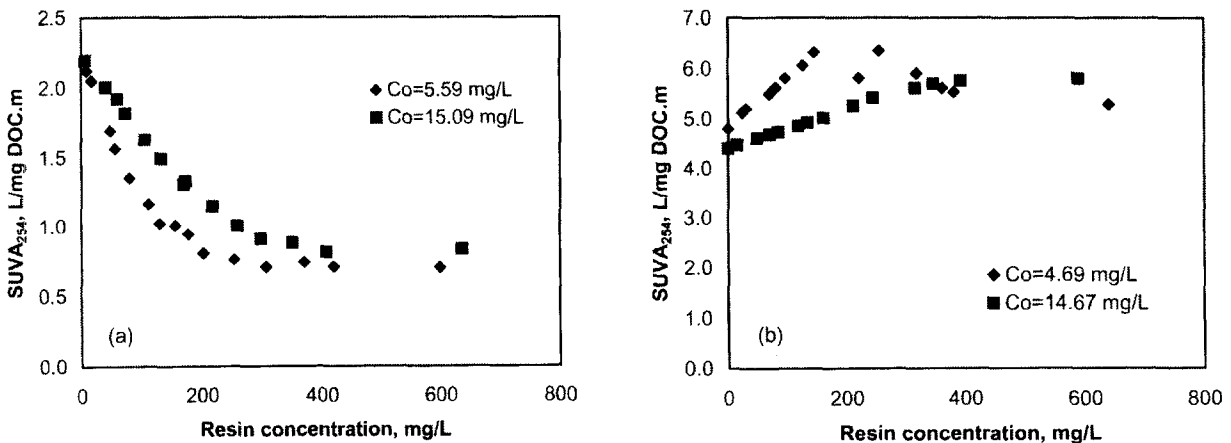 2.5
2.0
1.5
1.0
0.5
0.0
SUVA254, L/mg DOC.m
Co=5.59 mg/L
Co=15.09 mg/L
(a)
0
200
400
600
800
Resin concentration, mg/L
7.0
6.0
5.0
4.0
3.0
2.0
1.0
0.0
SUVA254, L/mg DOC.m
Co=4.69 mg/L
Co=14.67 mg/L
(b)
0
200
400
600
800
Resin concentration, mg/L